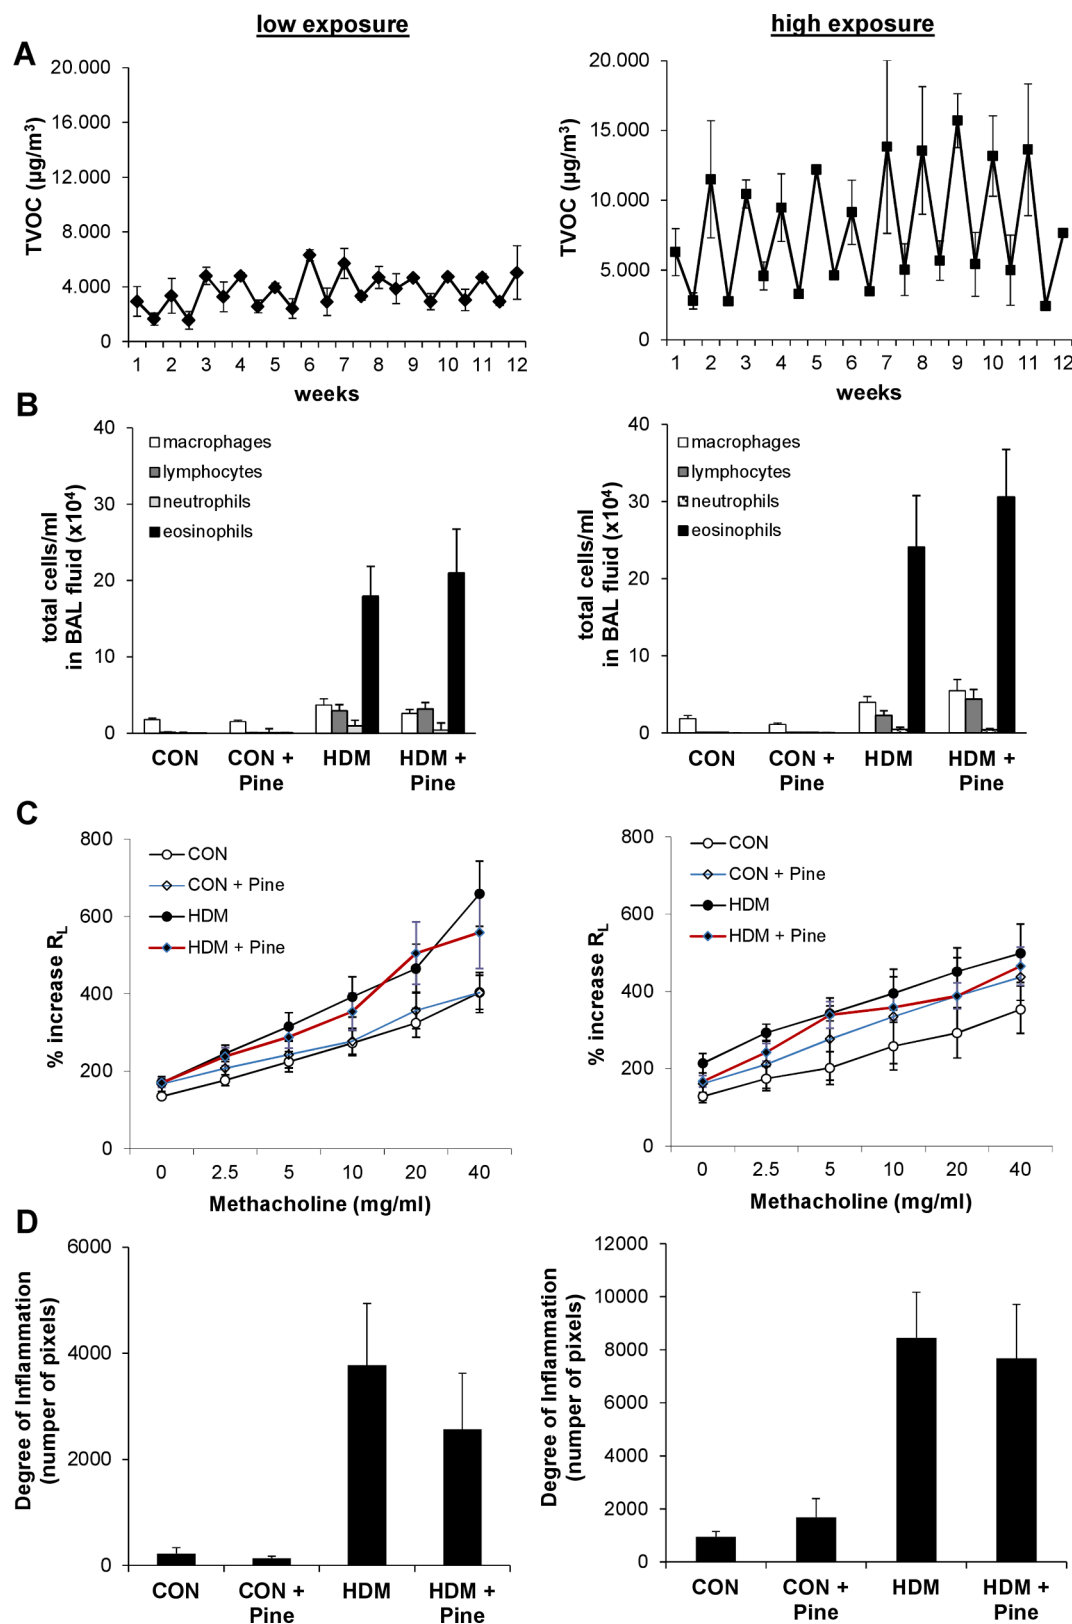 low exposure
high exposure
A
TVOC (µg/m³)
20.000
16.000
12.000
8.000
4.000
0
1 2 3 4 5 6 7 8 9 10 11 12
weeks
TVOC (µg/m³)
20.000
15.000
10.000
5.000
0
1 2 3 4 5 6 7 8 9 10 11 12
weeks
B
total cells/ml
in BAL fluid (x10⁴)
40
30
20
10
0
macrophages
lymphocytes
neutrophils
eosinophils
CON
CON +
Pine
HDM
HDM +
Pine
total cells/ml
in BAL fluid (x10⁴)
40
30
20
10
0
macrophages
lymphocytes
neutrophils
eosinophils
CON
CON +
Pine
HDM
HDM +
Pine
C
% increase R_L
800
600
400
200
0
CON
CON + Pine
HDM
HDM + Pine
0 2.5 5 10 20 40
Methacholine (mg/ml)
% increase R_L
800
600
400
200
0
CON
CON + Pine
HDM
HDM + Pine
0 2.5 5 10 20 40
Methacholine (mg/ml)
D
Degree of Inflammation
(numper of pixels)
6000
4000
2000
0
CON
CON +
Pine
HDM
HDM +
Pine
Degree of Inflammation
(numper of pixels)
12000
10000
8000
6000
4000
2000
0
CON
CON +
Pine
HDM
HDM +
Pine